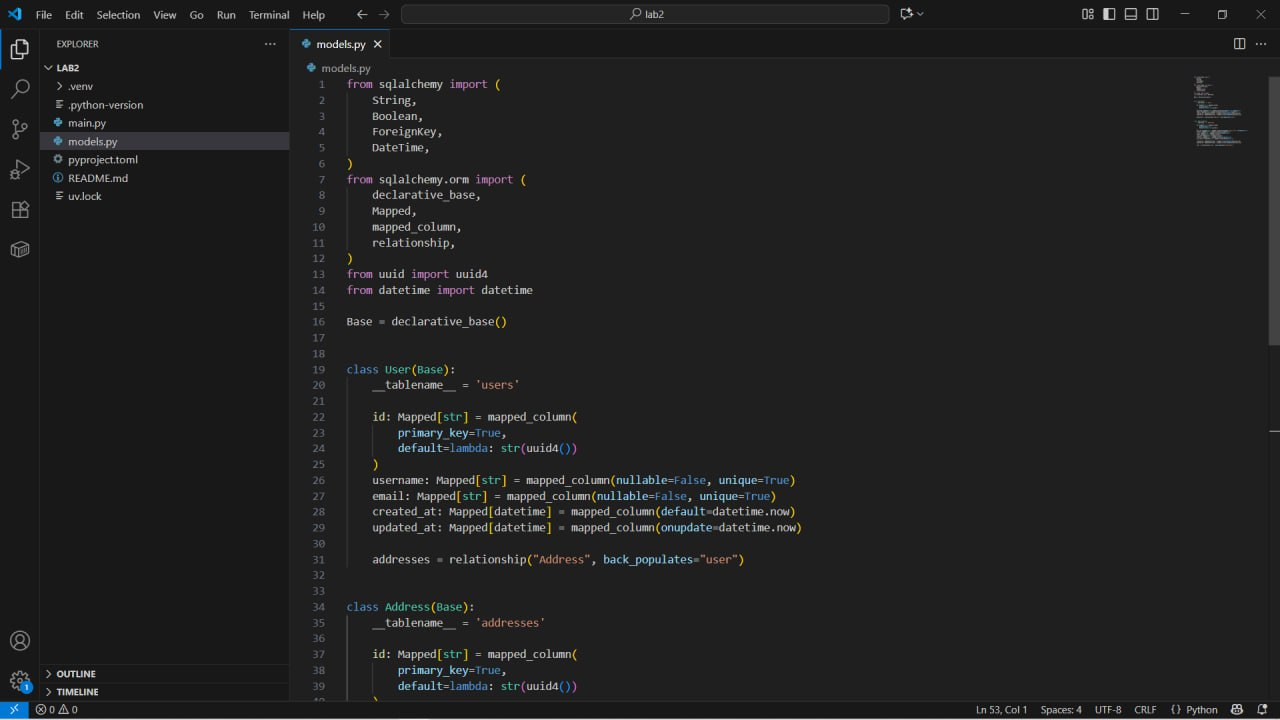 File Edit Selection View Go Run Terminal Help
lab2
EXPLORER
LAB2
.venv
.python-version
main.py
models.py
pyproject.toml
README.md
uv.lock
OUTLINE
TIMELINE
models.py
models.py
1 from sqlalchemy import (
2     String,
3     Boolean,
4     ForeignKey,
5     DateTime,
6 )
7 from sqlalchemy.orm import (
8     declarative_base,
9     Mapped,
10     mapped_column,
11     relationship,
12 )
13 from uuid import uuid4
14 from datetime import datetime
15
16 Base = declarative_base()
17
18
19 class User(Base):
20     __tablename__ = 'users'
21
22     id: Mapped[str] = mapped_column(
23         primary_key=True,
24         default=lambda: str(uuid4())
25     )
26     username: Mapped[str] = mapped_column(nullable=False, unique=True)
27     email: Mapped[str] = mapped_column(nullable=False, unique=True)
28     created_at: Mapped[datetime] = mapped_column(default=datetime.now)
29     updated_at: Mapped[datetime] = mapped_column(onupdate=datetime.now)
30
31     addresses = relationship("Address", back_populates="user")
32
33
34 class Address(Base):
35     __tablename__ = 'addresses'
36
37     id: Mapped[str] = mapped_column(
38         primary_key=True,
39         default=lambda: str(uuid4())
1
0 0
Ln 53, Col 1 Spaces: 4 UTF-8 CRLF {} Python